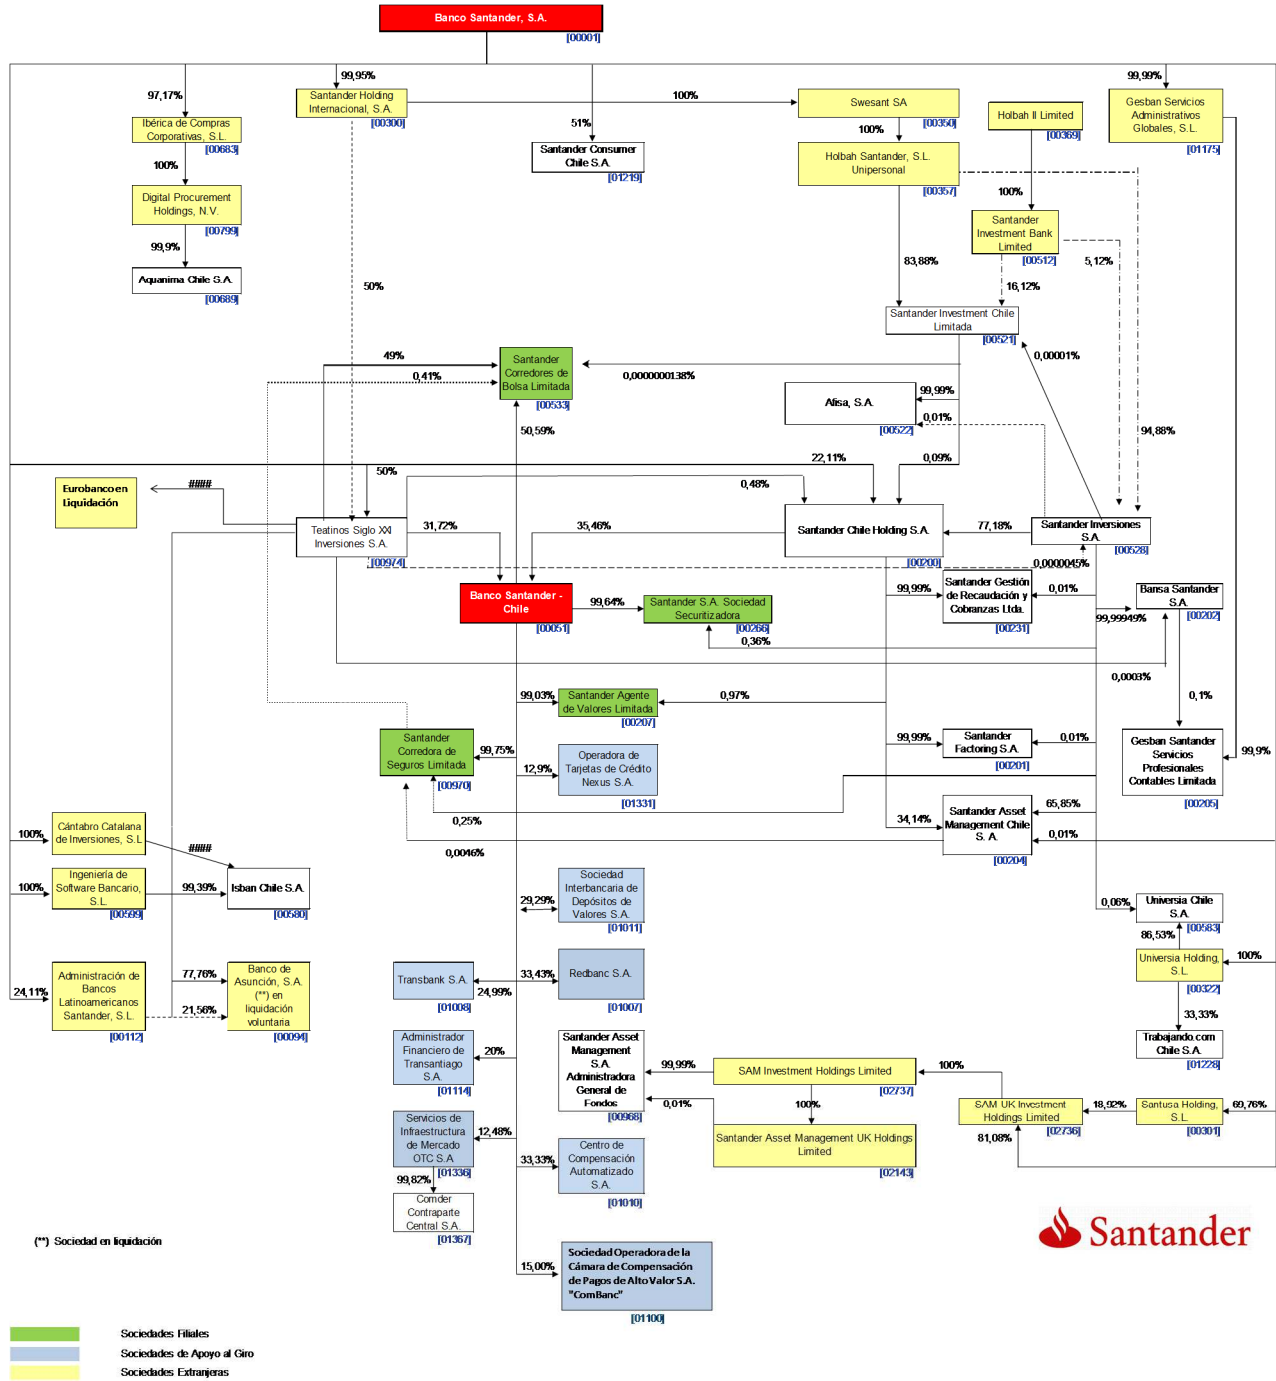 Banco Santander, S.A.
[00001]
99,95%
99,99%
97,17%
Santander Holding
Internacional, S.A.
[00300]
100%
Swesant SA
[00350]
Holbah II Limited
[00369]
Gesban Servicios
Administrativos
Globales, S.L.
[01175]
Ibérica de Compras
Corporativas, S.L.
[00683]
51%
Santander Consumer
Chile S.A.
[01219]
100%
Holbah Santander, S.L.
Unipersonal
[00357]
100%
Digital Procurement
Holdings, N.V.
[00799]
100%
Santander
Investment Bank
Limited
[00512]
99,9%
Aquanima Chile S.A.
[00689]
50%
83,88%
5,12%
16,12%
Santander Investment Chile
Limitada
[00521]
49%
0,41%
Santander
Corredores de
Bolsa Limitada
[00533]
0,0000000138%
0,00001%
99,99%
Afisa, S.A.
[00522]
0,01%
94,88%
50,59%
22,11%
0,09%
50%
0,48%
Eurobanco en
Liquidación
####
Teatinos Siglo XXI
Inversiones S.A.
[00974]
31,72%
35,46%
Santander Chile Holding S.A.
[00200]
77,18%
Santander Inversiones
S.A.
[00528]
0,0000045%
Banco Santander -
Chile
[00051]
99,64%
Santander S.A. Sociedad
Securitizadora
[00266]
99,99%
Santander Gestión
de Recaudación y
Cobranzas Ltda.
[00231]
0,01%
Bansa Santander
S.A.
[00202]
99,99949%
0,36%
0,0003%
99,03%
Santander Agente
de Valores Limitada
[00207]
0,97%
0,1%
Santander
Corredora de
Seguros Limitada
[00970]
99,75%
Operadora de
Tarjetas de Crédito
Nexus S.A.
[01331]
12,9%
99,99%
Santander
Factoring S.A.
[00201]
0,01%
Gesban Santander
Servicios
Profesionales
Contables Limitada
[00205]
99,9%
0,25%
0,0046%
34,14%
Santander Asset
Management Chile
S. A.
[00204]
65,85%
0,01%
100%
Cántabro Catalana
de Inversiones, S.L
####
100%
Ingeniería de
Software Bancario,
S.L.
[00599]
99,39%
Isban Chile S.A.
[00580]
Sociedad
Interbancaria de
Depósitos de
Valores S.A.
[01011]
29,29%
0,06%
Universia Chile
S.A.
[00583]
86,53%
24,11%
Administración de
Bancos
Latinoamericanos
Santander, S.L.
[00112]
77,76%
21,56%
Banco de
Asunción, S.A.
(**) en
liquidación
voluntaria
[00094]
Transbank S.A.
[01008]
33,43%
24,99%
Redbanc S.A.
[01007]
Universia Holding,
S.L.
[00322]
100%
33,33%
Trabajando.com
Chile S.A.
[01228]
Administrador
Financiero de
Transantiago
S.A.
[01114]
20%
Santander Asset
Management
S.A.
Administradora
General de
Fondos
[00968]
99,99%
0,01%
SAM Investment Holdings Limited
[02737]
100%
100%
Santander Asset Management UK Holdings
Limited
[02143]
SAM UK Investment
Holdings Limited
[02736]
18,92%
81,08%
Santusa Holding,
S.L.
[00301]
69,76%
Servicios de
Infraestructura
de Mercado
OTC S.A
[01336]
12,48%
33,33%
Centro de
Compensación
Automatizado
S.A.
[01010]
99,82%
Comder
Contraparte
Central S.A.
[01367]
Santander
(**) Sociedad en liquidación
15,00%
Sociedad Operadora de la
Cámara de Compensación
de Pagos de Alto Valor S.A.
"ComBanc"
[01100]
Sociedades Filiales
Sociedades de Apoyo al Giro
Sociedades Extranjeras